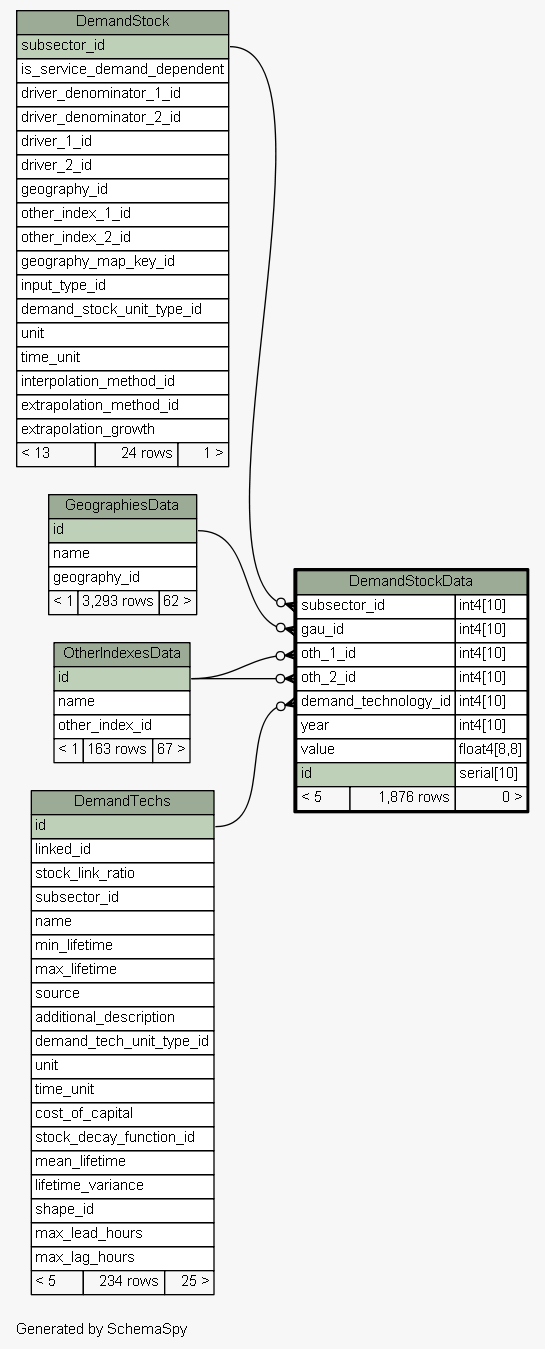 DemandStock
subsector_id
is_service_demand_dependent
driver_denominator_1_id
driver_denominator_2_id
driver_1_id
driver_2_id
geography_id
other_index_1_id
other_index_2_id
geography_map_key_id
input_type_id
demand_stock_unit_type_id
unit
time_unit
interpolation_method_id
extrapolation_method_id
extrapolation_growth
< 13 24 rows 1 >
GeographiesData
id
name
geography_id
< 1 3,293 rows 62 >
OtherIndexesData
id
name
other_index_id
< 1 163 rows 67 >
DemandTechs
id
linked_id
stock_link_ratio
subsector_id
name
min_lifetime
max_lifetime
source
additional_description
demand_tech_unit_type_id
unit
time_unit
cost_of_capital
stock_decay_function_id
mean_lifetime
lifetime_variance
shape_id
max_lead_hours
max_lag_hours
< 5 234 rows 25 >
DemandStockData
subsector_id int4[10]
gau_id int4[10]
oth_1_id int4[10]
oth_2_id int4[10]
demand_technology_id int4[10]
year int4[10]
value float4[8,8]
id serial[10]
< 5 1,876 rows 0 >
Generated by SchemaSpy